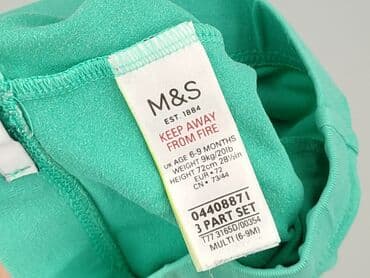 M&S
EST. 1884
KEEP AWAY
FROM FIRE
UK AGE 6-9 MONTHS
WEIGHT 9kg/20lb
HEIGHT 72cm 28½in
EUR • 72
CN • 73/44
04408871
3 PART SET
T77 3165D/00354
MULTI (6-9M)